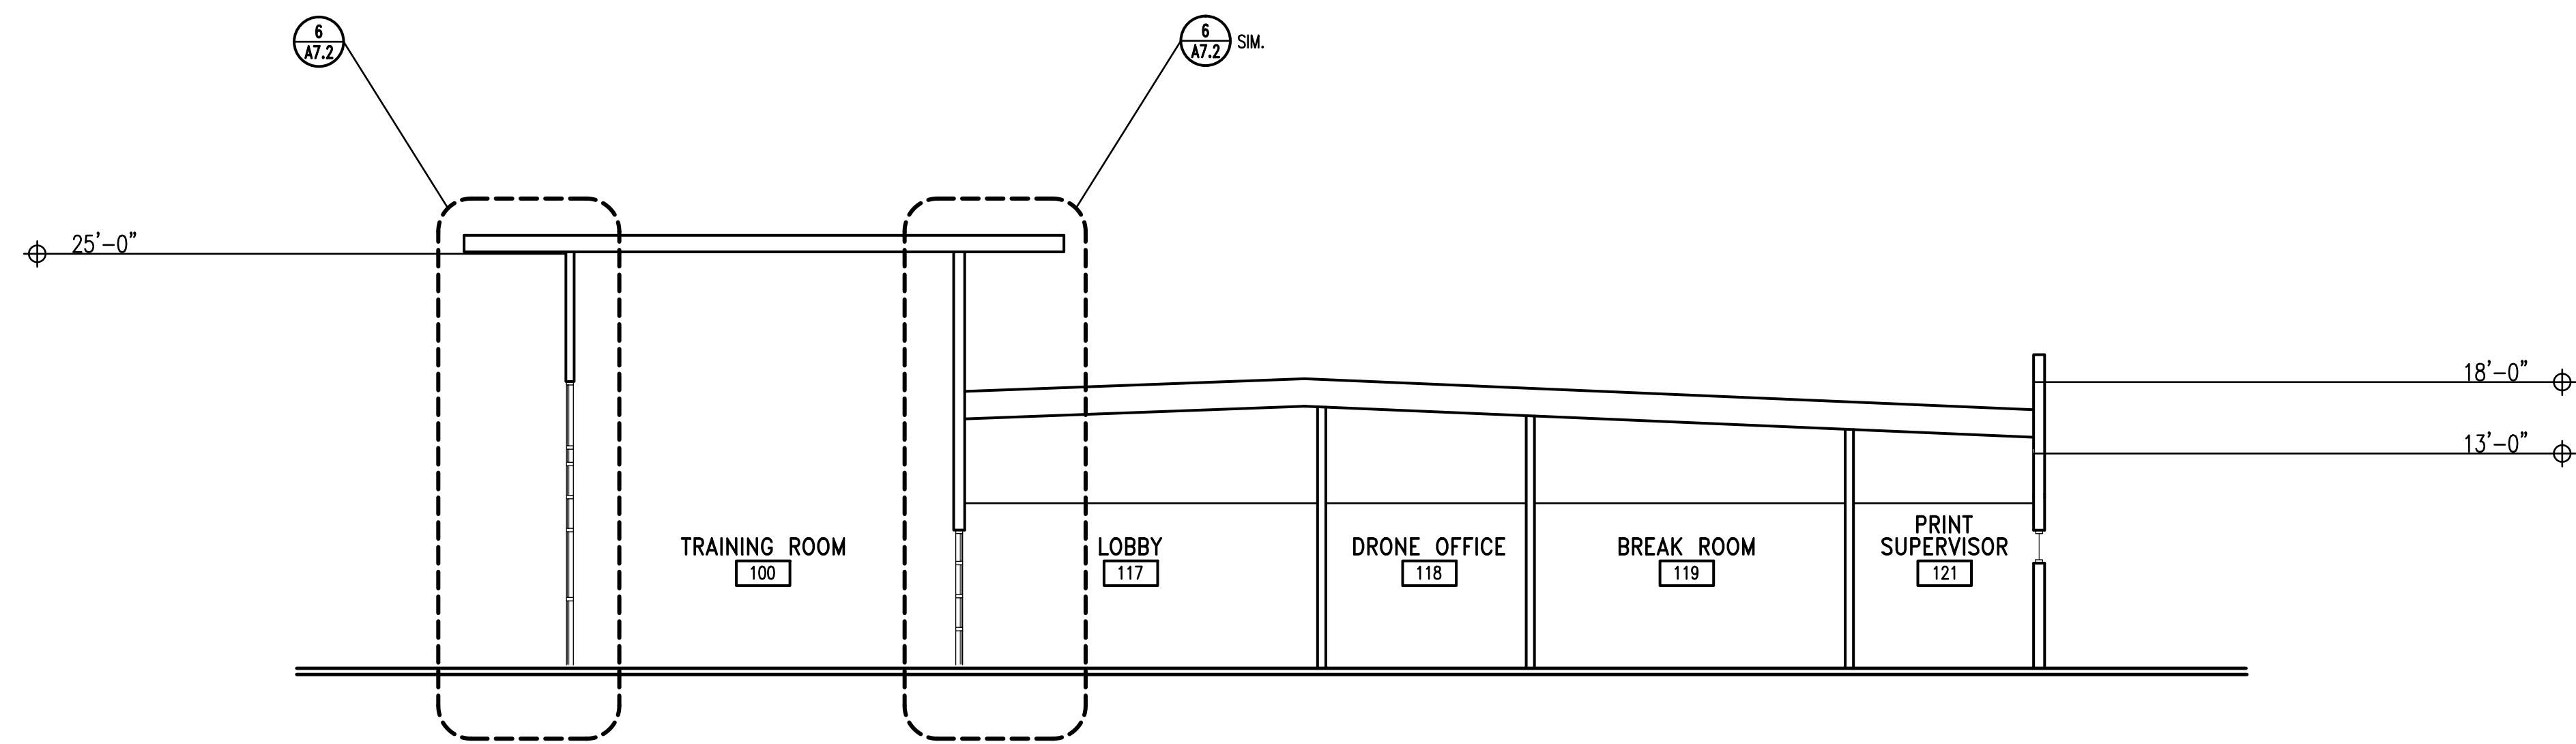 6
A7.2
6
A7.2
SIM.
25'-0"
18'-0"
13'-0"
TRAINING ROOM
100
LOBBY
117
DRONE OFFICE
118
BREAK ROOM
119
PRINT
SUPERVISOR
121